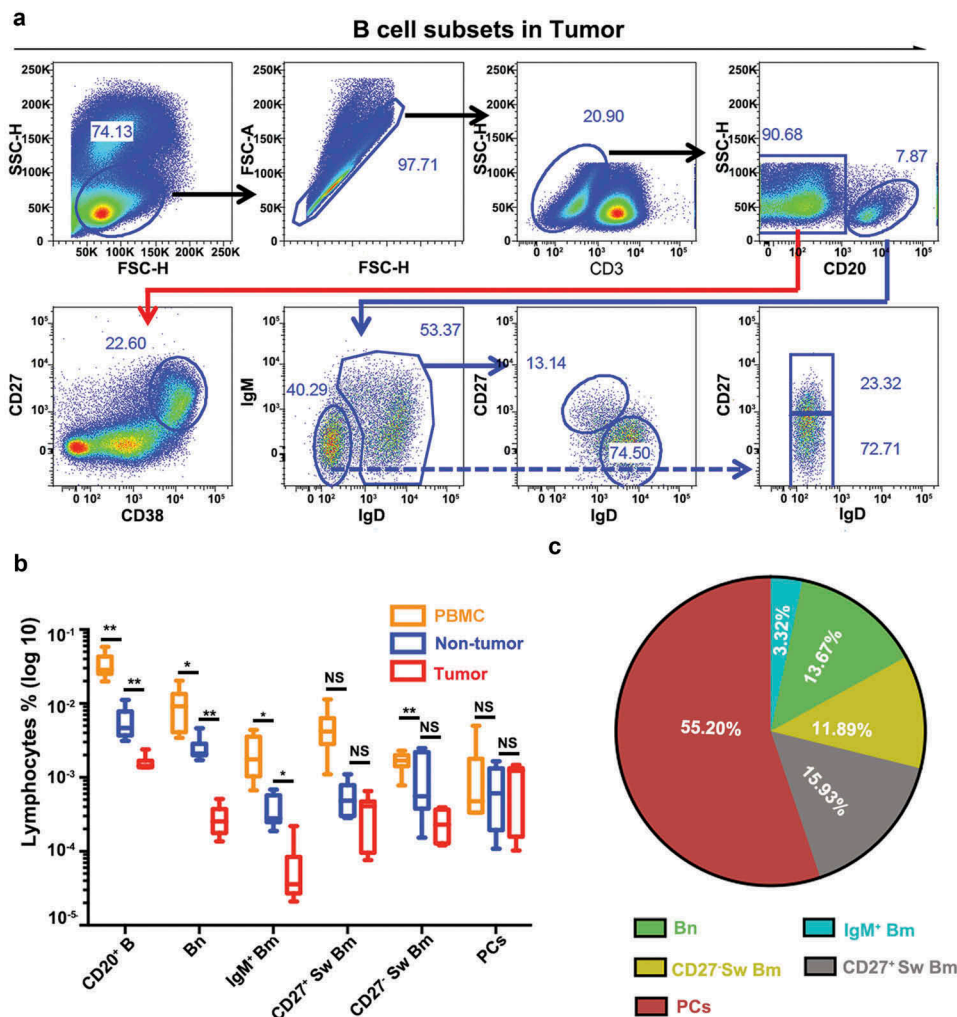 a
B cell subsets in Tumor
250K
200K
150K
100K
50K
0
SSC-H
74.13
50K 100K 150K 200K 250K
FSC-H
250K
200K
150K
100K
50K
0
FSC-A
97.71
FSC-H
250K
200K
150K
100K
50K
0
SSC-H
20.90
0 10² 10³ 10⁴ 10⁵
CD3
250K
200K
150K
100K
50K
0
SSC-H
90.68
7.87
0 10² 10³ 10⁴ 10⁵
CD20
10⁵
10⁴
10³
0
CD27
22.60
0 10² 10³ 10⁴ 10⁵
CD38
10⁵
10⁴
10³
0
IgM
53.37
40.29
0 10² 10³ 10⁴ 10⁵
IgD
10⁵
10⁴
10³
0
CD27
13.14
74.50
0 10² 10³ 10⁴ 10⁵
IgD
10⁵
10⁴
10³
0
CD27
23.32
72.71
0 10² 10³ 10⁴ 10⁵
IgD
b
Lymphocytes % (log 10)
10⁻¹
10⁻²
10⁻³
10⁻⁴
10⁻⁵
PBMC
Non-tumor
Tumor
** **
* **
* *
NS NS
** NS
NS NS
CD20⁺ B
Bn
IgM⁺ Bm
CD27⁺ Sw Bm
CD27⁻ Sw Bm
PCs
c
3.32%
13.67%
11.89%
15.93%
55.20%
Bn
IgM⁺ Bm
CD27⁻Sw Bm
CD27⁺ Sw Bm
PCs